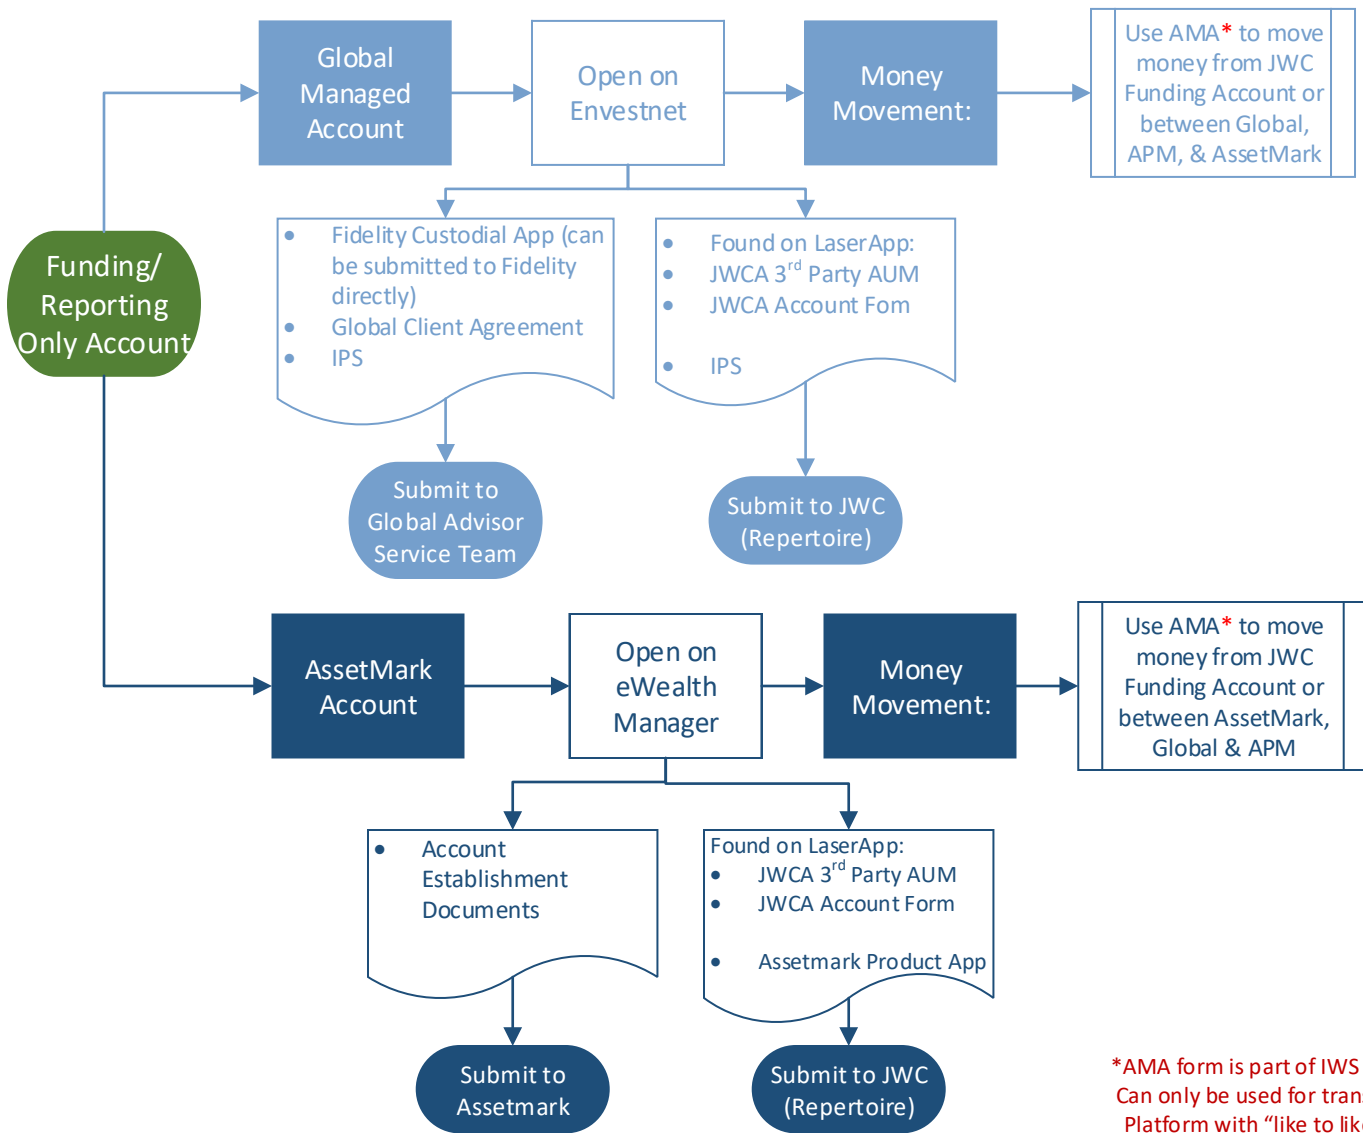 Global
Managed
Account
Open on
Envestnet
Money
Movement:
Use AMA* to move
money from JWC
Funding Account or
between Global,
APM, & AssetMark
Funding/
Reporting
Only Account
• Fidelity Custodial App (can
be submitted to Fidelity
directly)
• Global Client Agreement
• IPS
• Found on LaserApp:
• JWCA 3rd Party AUM
• JWCA Account Fom
• IPS
Submit to
Global Advisor
Service Team
Submit to JWC
(Repertoire)
AssetMark
Account
Open on
eWealth
Manager
Money
Movement:
Use AMA* to move
money from JWC
Funding Account or
between AssetMark,
Global & APM
• Account
Establishment
Documents
Found on LaserApp:
• JWCA 3rd Party AUM
• JWCA Account Form
• Assetmark Product App
Submit to
Assetmark
Submit to JWC
(Repertoire)
*AMA form is part of IWS
Can only be used for
Platform with “like to